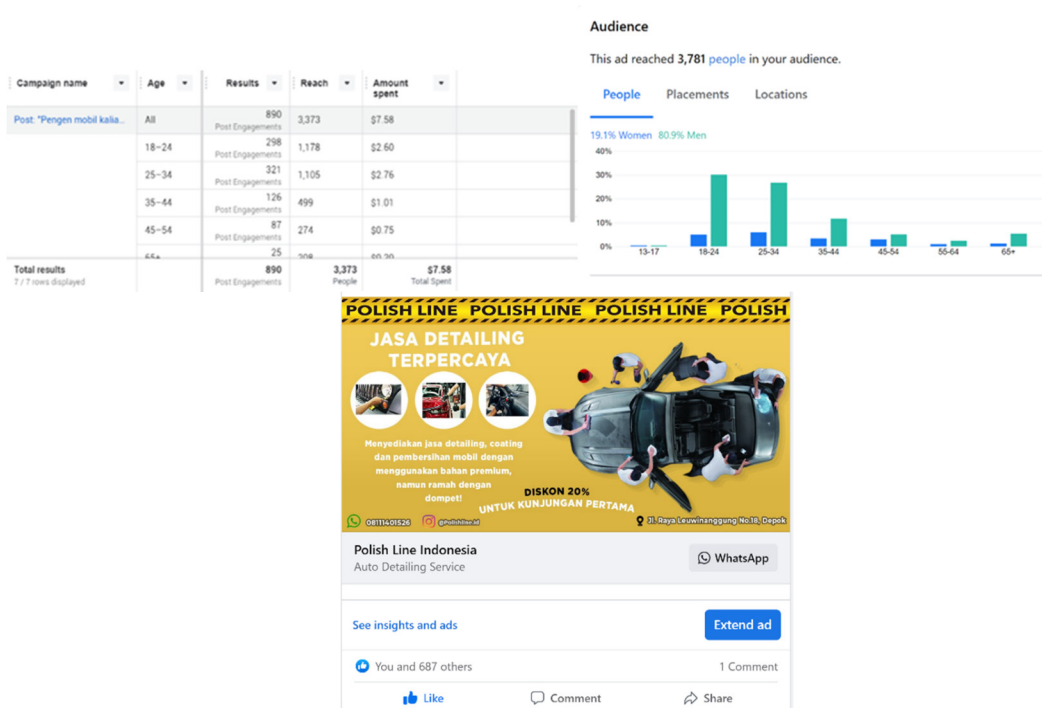 Campaign name Age Results Reach Amount spent
Post: "Pengen mobil kalia... All 890 Post Engagements 3,373 $7.58
18–24 298 Post Engagements 1,178 $2.60
25–34 321 Post Engagements 1,105 $2.76
35–44 126 Post Engagements 499 $1.01
45–54 87 Post Engagements 274 $0.75
65+ 25 208 $0.20
Total results 890 3,373 $7.58
7 / 7 rows displayed Post Engagements People Total Spent
Audience
This ad reached 3,781 people in your audience.
People Placements Locations
19.1% Women 80.9% Men
40%
30%
20%
10%
0%
13-17 18-24 25-34 35-44 45-54 55-64 65+
POLISH LINE POLISH LINE POLISH LINE POLISH
JASA DETAILING
TERPERCAYA
Menyediakan jasa detailing, coating
dan pembersihan mobil dengan
menggunakan bahan premium,
namun ramah dengan
dompet!
DISKON 20%
UNTUK KUNJUNGAN PERTAMA
08111401526 @Polishline.id
Jl. Raya Leuwinanggung No.18, Depok
Polish Line Indonesia
Auto Detailing Service
WhatsApp
See insights and ads
Extend ad
You and 687 others
1 Comment
Like Comment Share